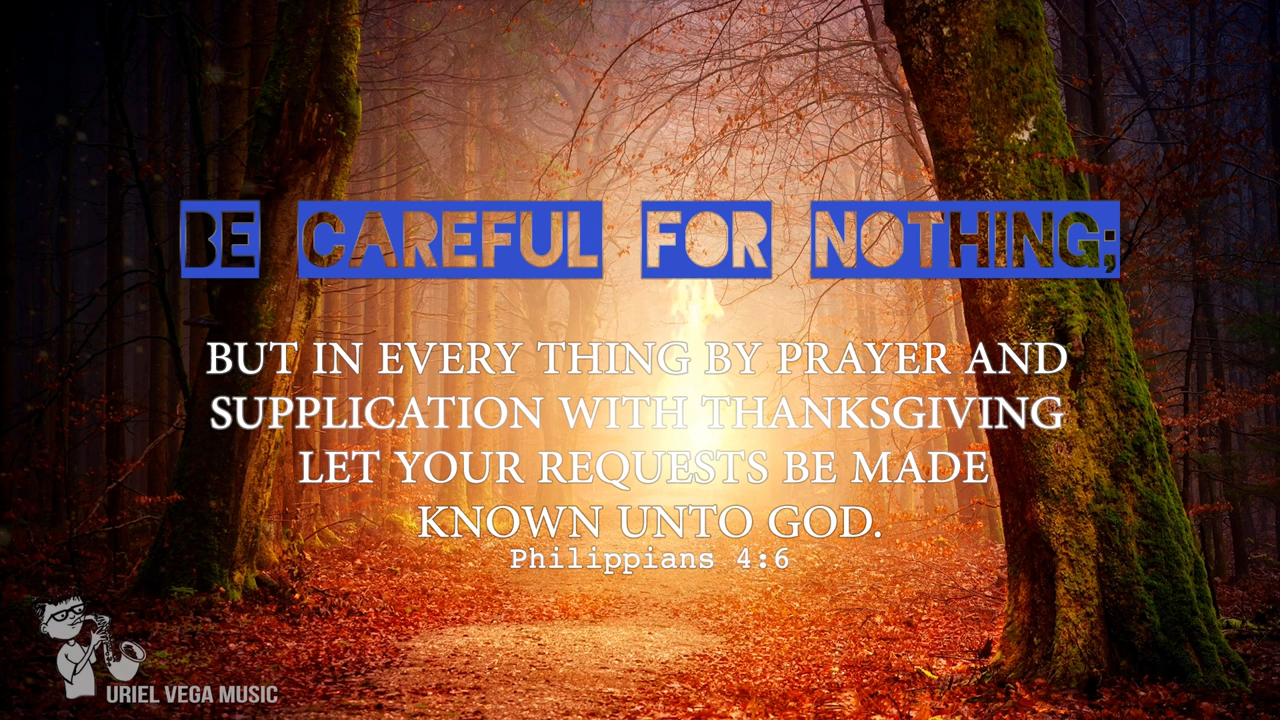 BE CAREFUL FOR NOTHING;
BUT IN EVERY THING BY PRAYER AND
SUPPLICATION WITH THANKSGIVING
LET YOUR REQUESTS BE MADE
KNOWN UNTO GOD.
Philippians 4:6
URIEL VEGA MUSIC